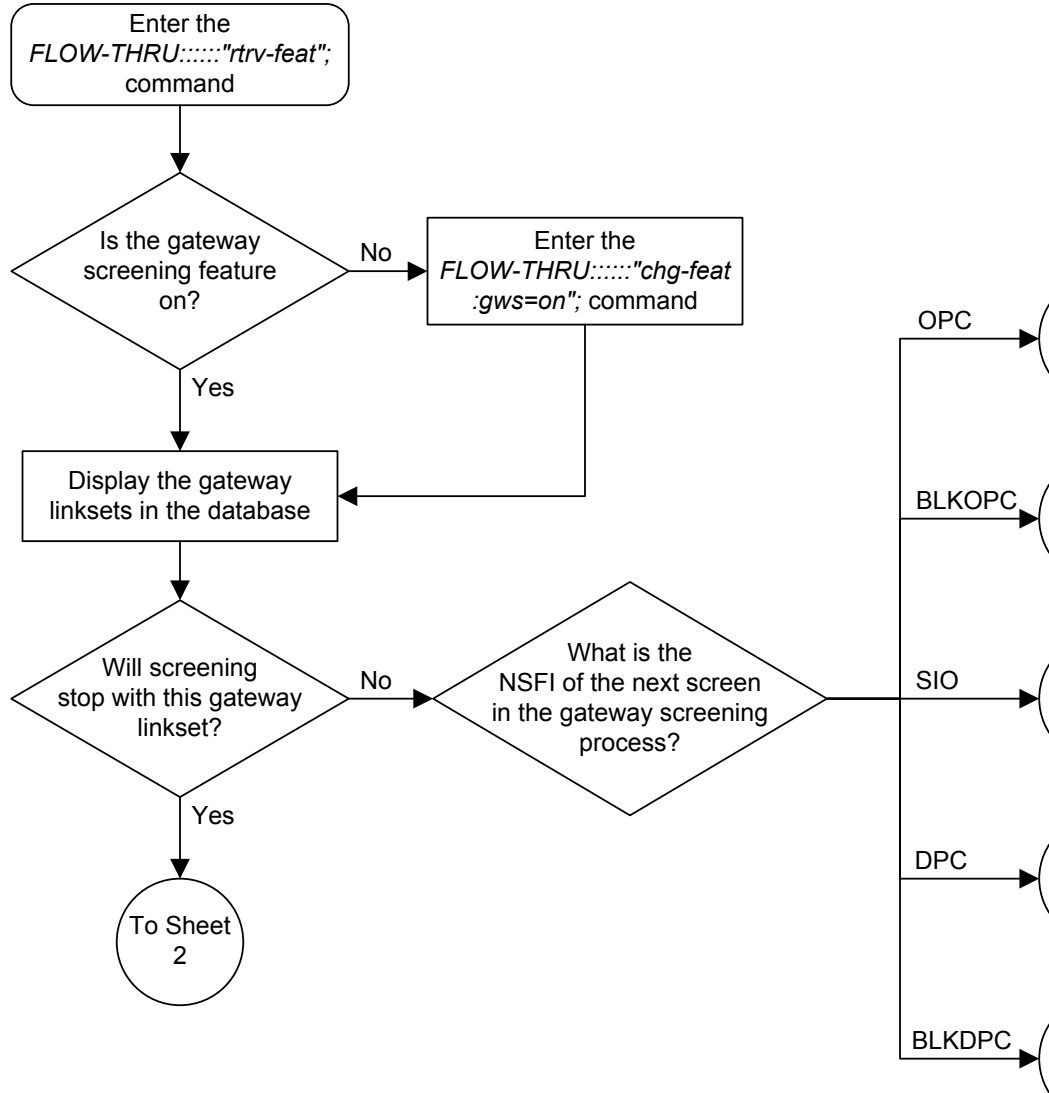 Enter the
FLOW-THRU::::::"rtrv-feat";
command
Is the gateway
screening feature
on?
No
Enter the
FLOW-THRU::::::"chg-feat
:gws=on"; command
Yes
Display the gateway
linksets in the database
Will screening
stop with this gateway
linkset?
No
What is the
NSFI of the next screen
in the gateway screening
process?
Yes
To Sheet
2
OPC
BLKOPC
SIO
DPC
BLKDPC